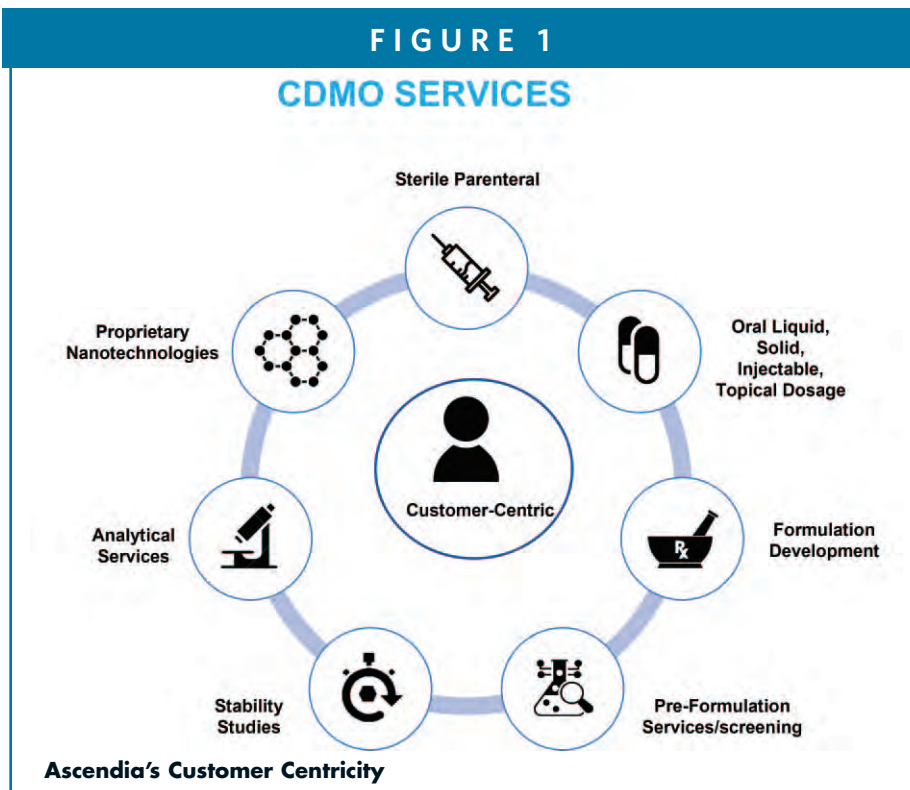 FIGURE 1
CDMO SERVICES
Sterile Parenteral
Oral Liquid,
Solid,
Injectable,
Topical Dosage
Formulation
Development
Pre-Formulation
Services/screening
Stability
Studies
Analytical
Services
Proprietary
Nanotechnologies
Customer-Centric
Rx
Ascendia's Customer Centricity